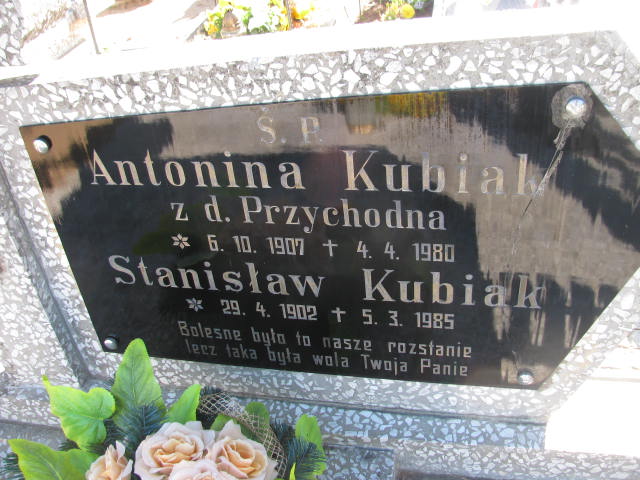 Ś. P.
Antonina Kubiak
z d. Przychodna
✻ 6. 10. 1907 + 4. 4. 1980
Stanisław Kubiak
✻ 29. 4. 1902 + 5. 3. 1985
Bolesne było to nasze rozstanie
lecz taka była wola Twoja Panie